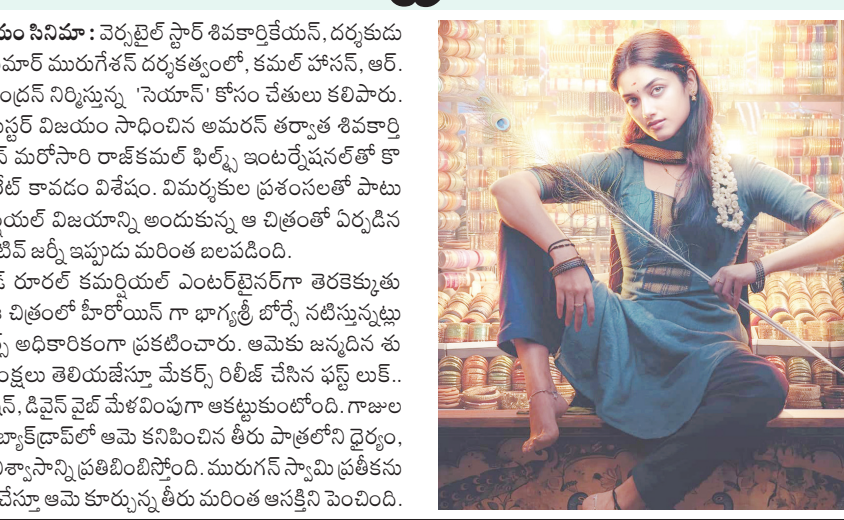 యం సినిమా : వెర్సటైల్ స్టార్ శివకార్తికేయన్, దర్శకుడు
మార్ మురుగేశన్ దర్శకత్వంలో, కమల్ హాసన్, ఆర్.
ంద్రన్ నిర్మిస్తున్న 'సెయాన్' కోసం చేతులు కలిపారు.
స్టర్ విజయం సాధించిన అమరన్ తర్వాత శివకార్తి
న్ మరోసారి రాజ్‌కమల్ ఫిల్మ్స్ ఇంటర్నేషనల్‌తో కొ
రేట్ కావడం విశేషం. విమర్శకుల ప్రశంసలతో పాటు
ర్షియల్ విజయాన్ని అందుకున్న ఆ చిత్రంతో ఏర్పడిన
టివ్ జర్నీ ఇప్పుడు మరింత బలపడింది.
డ్ రూరల్ కమర్షియల్ ఎంటర్‌టైనర్‌గా తెరకెక్కుతు
చిత్రంలో హీరోయిన్ గా భాగ్యశ్రీ బోర్సే నటిస్తున్నట్లు
ర్స్ అధికారికంగా ప్రకటించారు. ఆమెకు జన్మదిన శు
ంక్షలు తెలియజేస్తూ మేకర్స్ రిలీజ్ చేసిన ఫస్ట్ లుక్..
న్, డివైన్ వైబ్ మేళవింపుగా ఆకట్టుకుంటోంది. గాజుల
బ్యాక్‌డ్రాప్‌లో ఆమె కనిపించిన తీరు పాత్రలోని ధైర్యం,
శ్వాసాన్ని ప్రతిబింబిస్తోంది. మురుగన్ స్వామి ప్రతీకను
చేస్తూ ఆమె కూర్చున్న తీరు మరింత ఆసక్తిని పెంచింది.